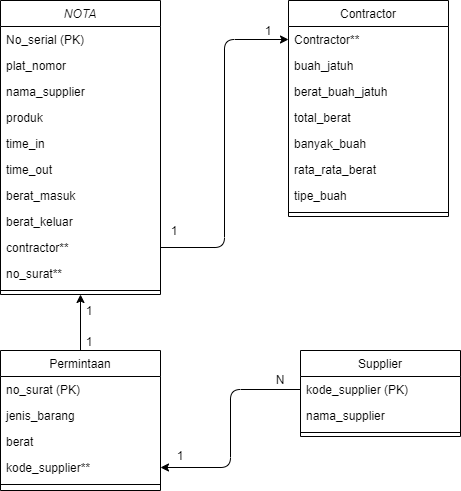 NOTA
No_serial (PK)
plat_nomor
nama_supplier
produk
time_in
time_out
berat_masuk
berat_keluar
contractor**
no_surat**
Contractor
Contractor**
buah_jatuh
berat_buah_jatuh
total_berat
banyak_buah
rata_rata_berat
tipe_buah
1
1
1
1
Permintaan
no_surat (PK)
jenis_barang
berat
kode_supplier**
Supplier
kode_supplier (PK)
nama_supplier
N
1